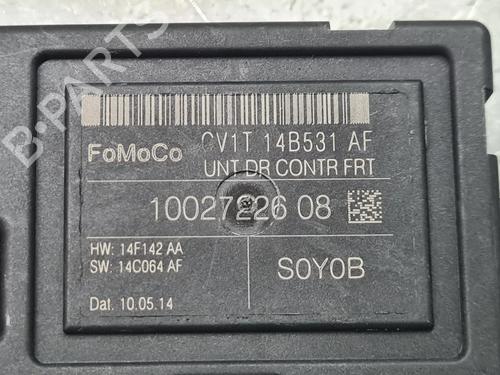 FoMoCo CV1T 14B531 AF
UNT DR CONTR FRT
10027226 08
HW: 14F142 AA
SW: 14C064 AF
S0Y0B
Dat. 10.05.14
B-PARTS